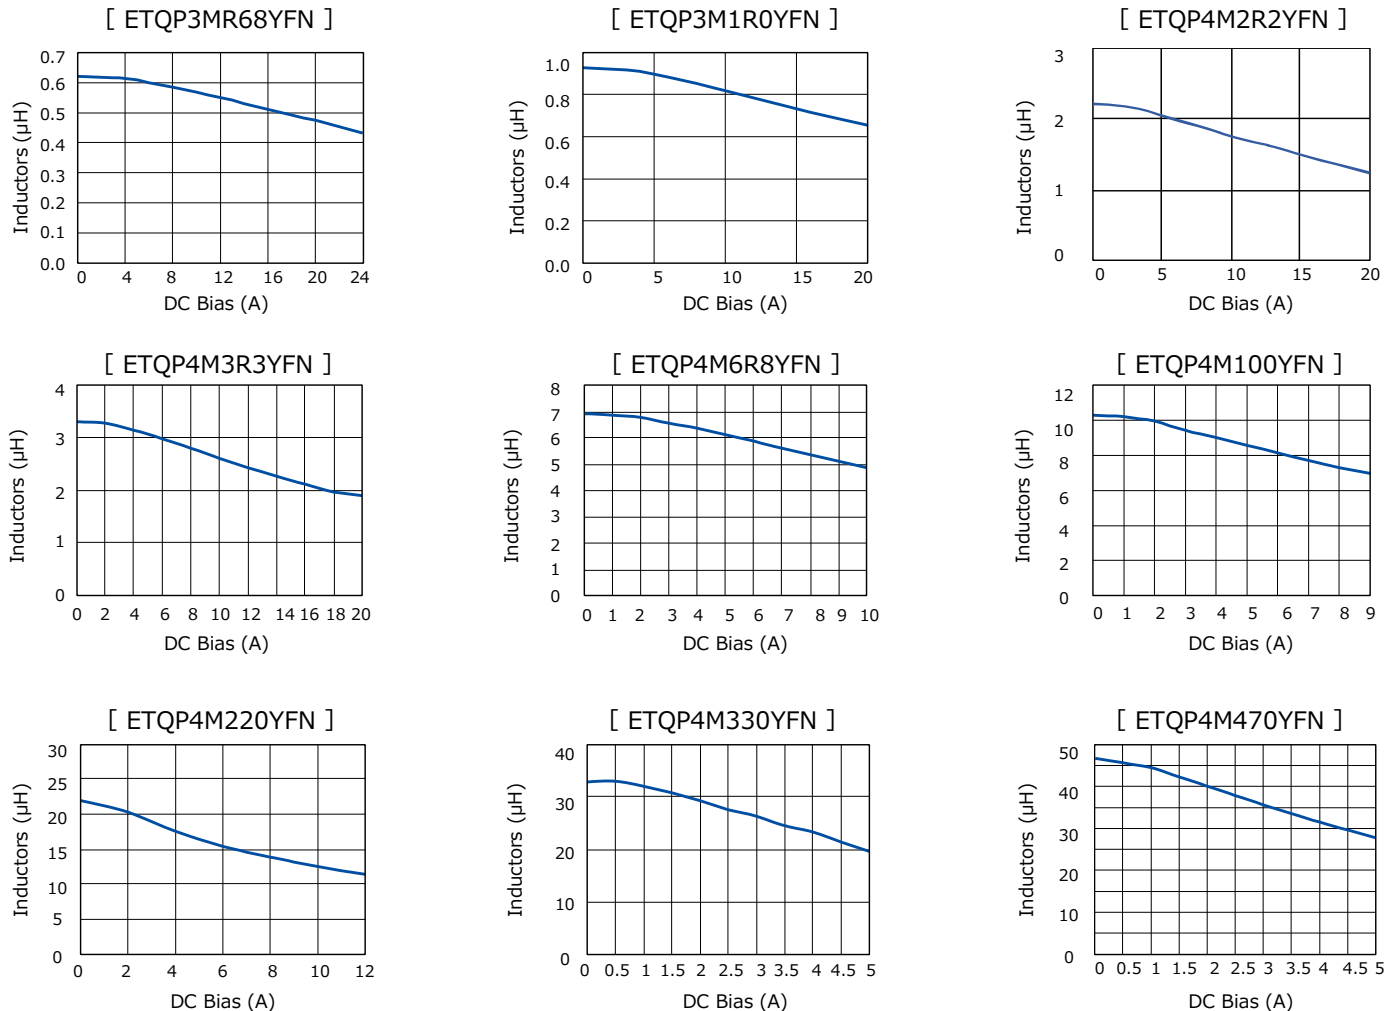 [ ETQP3MR68YFN ]
0.7
0.6
0.5
0.4
0.3
0.2
0.1
0.0
Inductors (μH)
0 4 8 12 16 20 24
DC Bias (A)
[ ETQP3M1R0YFN ]
1.0
0.8
0.6
0.4
0.2
0.0
Inductors (μH)
0 5 10 15 20
DC Bias (A)
[ ETQP4M2R2YFN ]
3
2
1
0
Inductors (μH)
0 5 10 15 20
DC Bias (A)
[ ETQP4M3R3YFN ]
4
3
2
1
0
Inductors (μH)
0 2 4 6 8 10 12 14 16 18 20
DC Bias (A)
[ ETQP4M6R8YFN ]
8
7
6
5
4
3
2
1
0
Inductors (μH)
0 1 2 3 4 5 6 7 8 9 10
DC Bias (A)
[ ETQP4M100YFN ]
12
10
8
6
4
2
0
Inductors (μH)
0 1 2 3 4 5 6 7 8 9
DC Bias (A)
[ ETQP4M220YFN ]
30
25
20
15
10
5
0
Inductors (μH)
0 2 4 6 8 10 12
DC Bias (A)
[ ETQP4M330YFN ]
40
30
20
10
0
Inductors (μH)
0 0.5 1 1.5 2 2.5 3 3.5 4 4.5 5
DC Bias (A)
[ ETQP4M470YFN ]
50
40
30
20
10
0
Inductors (μH)
0 0.5 1 1.5 2 2.5 3 3.5 4 4.5 5
DC Bias (A)